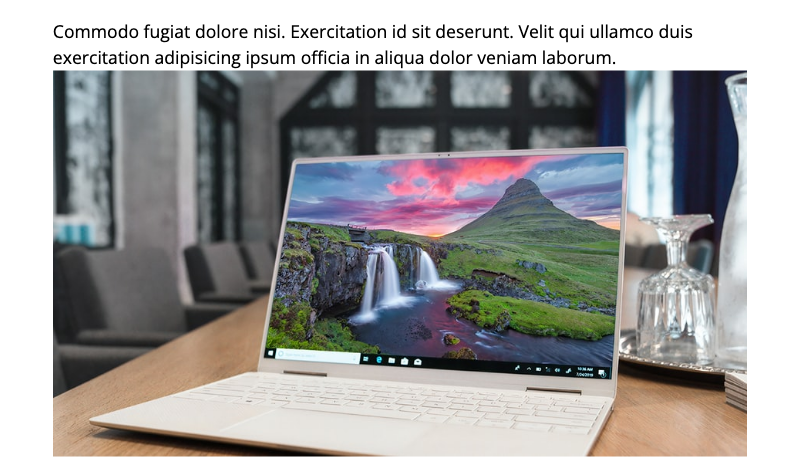 Commodo fugiat dolore nisi. Exercitation id sit deserunt. Velit qui ullamco duis
exercitation adipisicing ipsum officia in aliqua dolor veniam laborum.